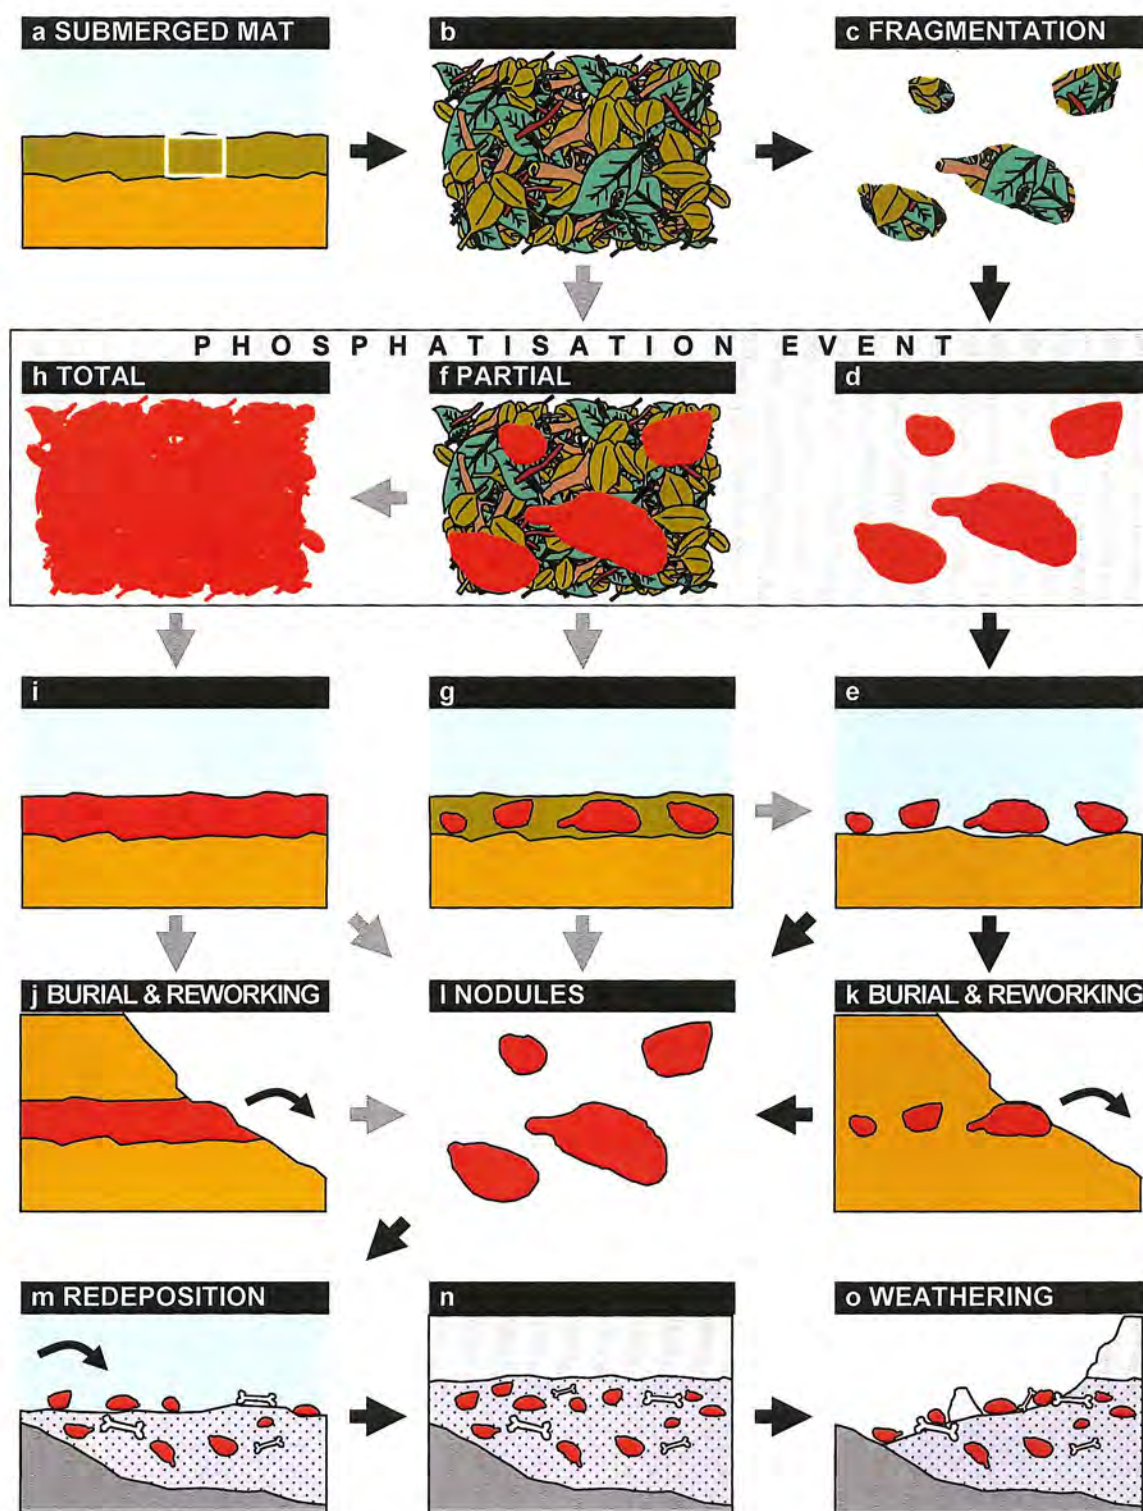 a SUBMERGED MAT
b
c FRAGMENTATION
PHOSPHATISATION EVENT
h TOTAL
f PARTIAL
d
i
g
e
j BURIAL & REWORKING
l NODULES
k BURIAL & REWORKING
m REDEPOSITION
n
o WEATHERING